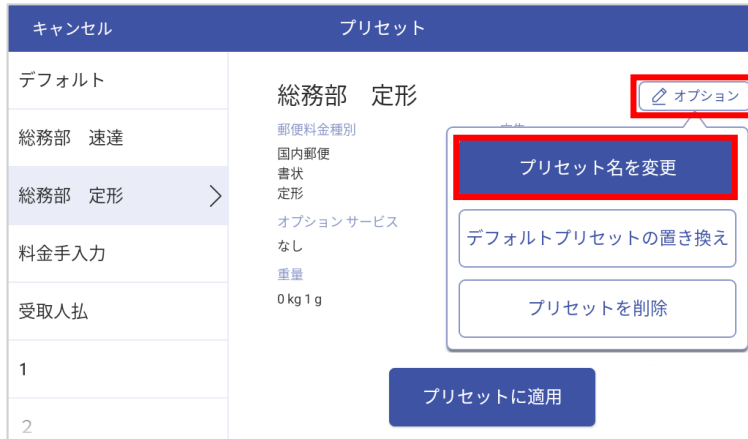 キャンセル
プリセット
デフォルト
総務部　速達
総務部　定形
料金手入力
受取人払
1
2
総務部　定形
オプション
郵便料金種別
国内郵便
書状
定形
オプション サービス
なし
重量
0 kg 1 g
プリセット名を変更
デフォルトプリセットの置き換え
プリセットを削除
プリセットに適用